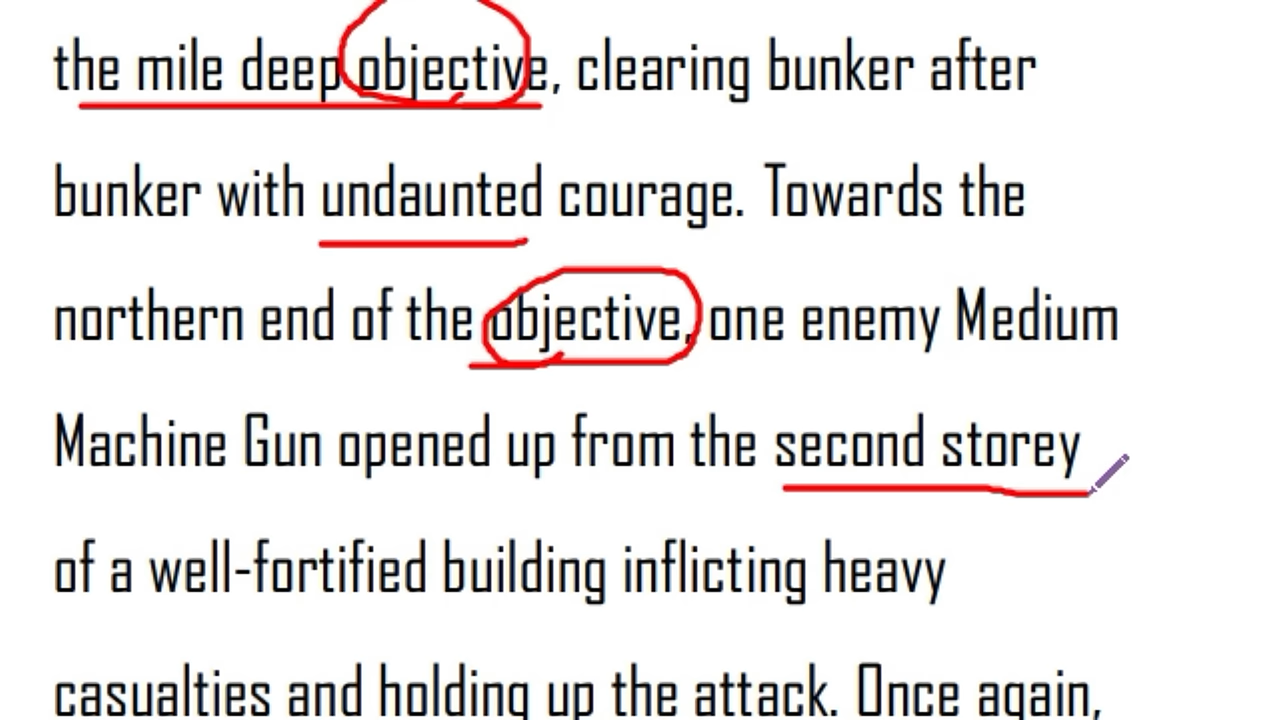 the mile deep objective, clearing bunker after
bunker with undaunted courage. Towards the
northern end of the objective, one enemy Medium
Machine Gun opened up from the second storey
of a well-fortified building inflicting heavy
casualties and holding up the attack. Once again,